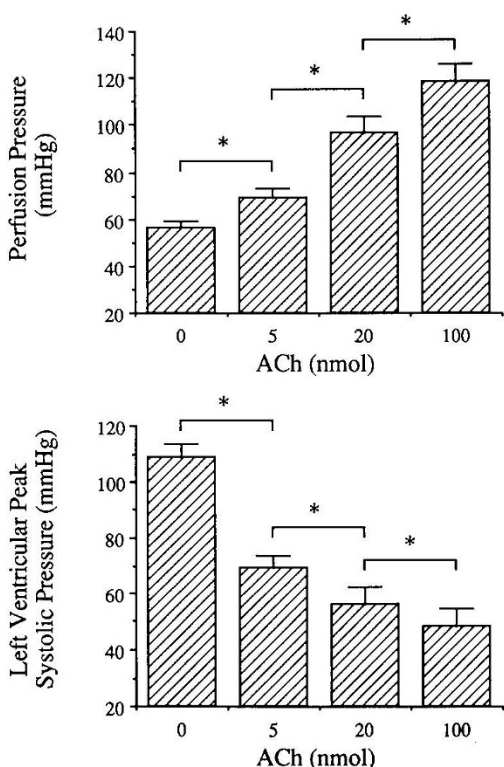 Perfusion Pressure
(mmHg)
140
120
100
80
60
40
20
*
*
*
0 5 20 100
ACh (nmol)
Left Ventricular Peak
Systolic Pressure (mmHg)
120
100
80
60
40
20
*
*
*
0 5 20 100
ACh (nmol)